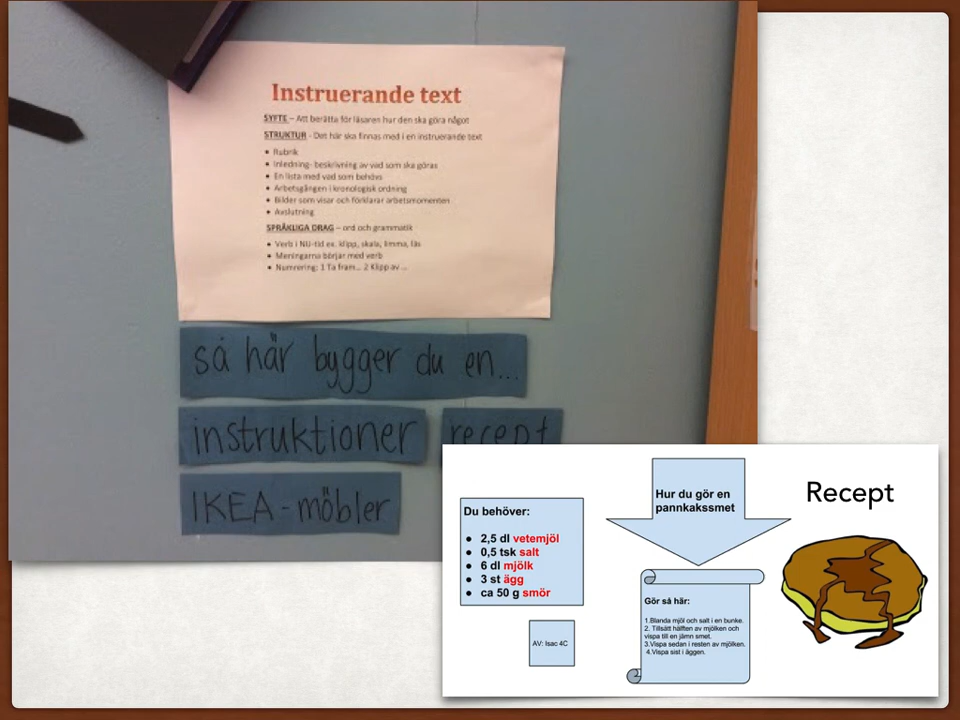 Instruerande text
SYFTE – Att berätta för läsaren hur den ska göra något
STRUKTUR - Det här ska finnas med i en instruerande text
• Rubrik
• Inledning- beskrivning av vad som ska göras
• En lista med vad som behövs
• Arbetsgången i kronologisk ordning
• Bilder som visar och förklarar arbetsmomenten
• Avslutning
SPRÅKLIGA DRAG – ord och grammatik
• Verb i NU-tid ex. klipp, skala, limma, läs
• Meningarna börjar med verb
• Numrering: 1 Ta fram... 2 Klipp av ...
så här bygger du en...
instruktioner
recept
IKEA-möbler
Hur du gör en
pannkakssmet
Recept
Du behöver:
● 2,5 dl vetemjöl
● 0,5 tsk salt
● 6 dl mjölk
● 3 st ägg
● ca 50 g smör
AV: Isac 4C
Gör så här:
1.Blanda mjöl och salt i en bunke.
2. Tillsätt hälften av mjölken och
vispa till en jämn smet.
3.Vispa sedan i resten av mjölken.
4.Vispa sist i äggen.